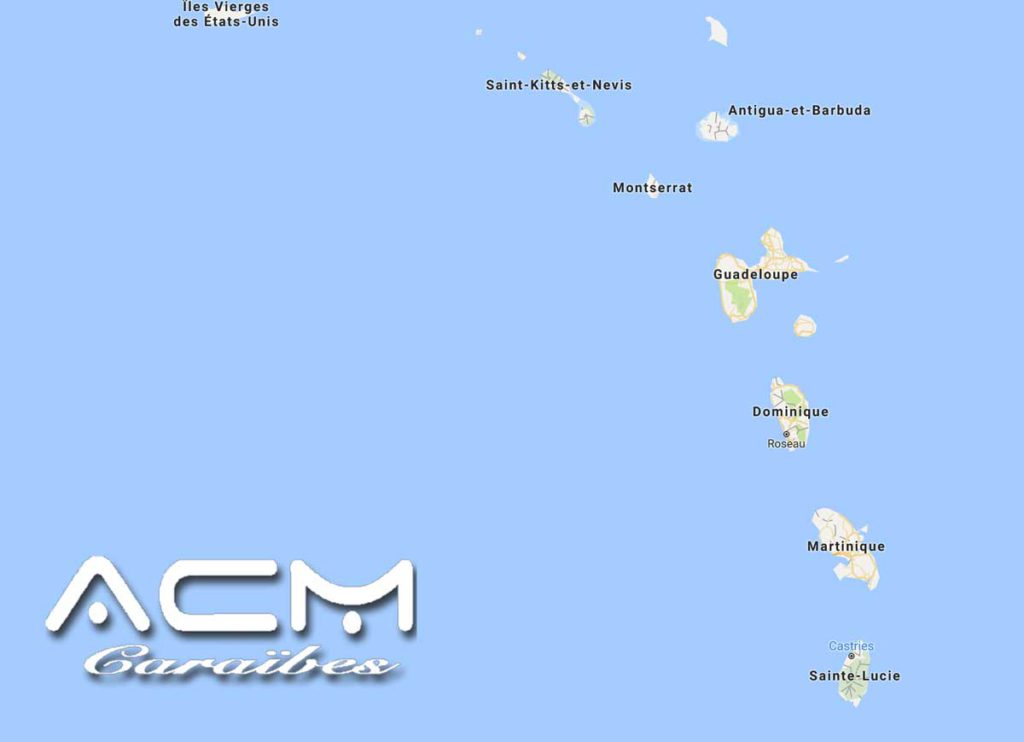 Îles Vierges
des États-Unis
Saint-Kitts-et-Nevis
Antigua-et-Barbuda
Montserrat
Guadeloupe
Dominique
Roseau
Martinique
ACM
Caraïbes
Castries
Sainte-Lucie